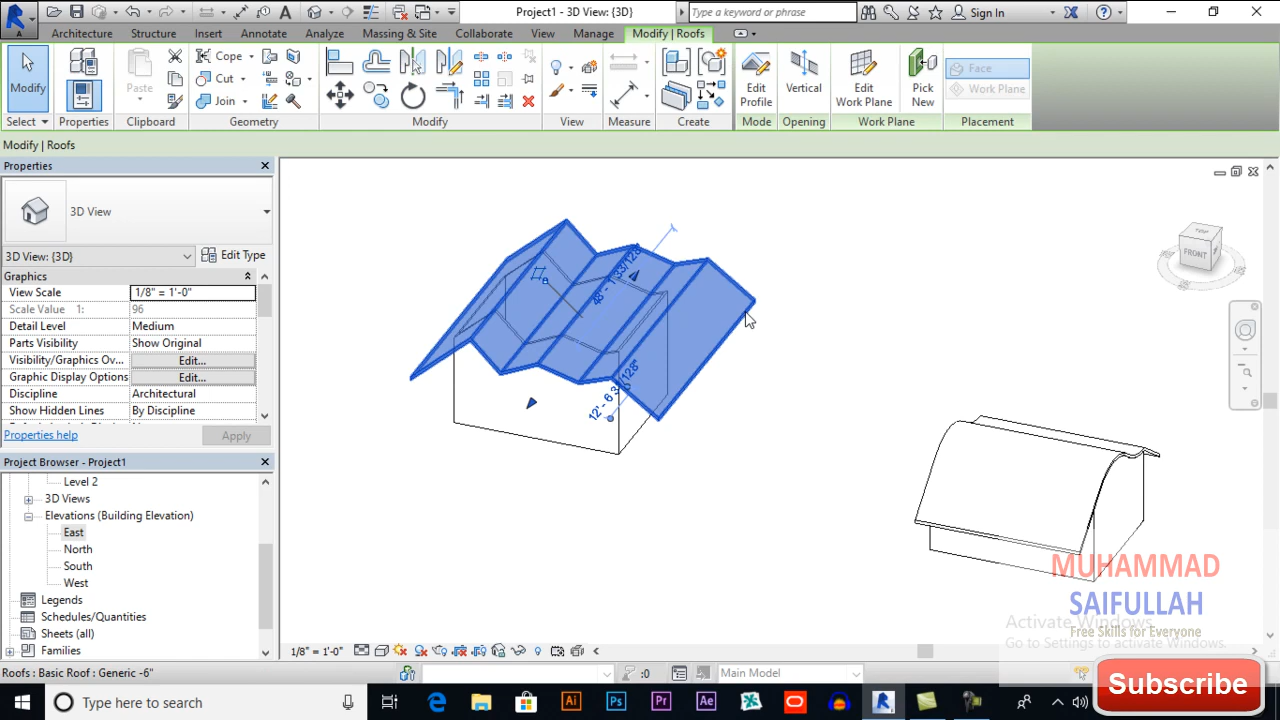 Project1 - 3D View: {3D}
Type a keyword or phrase
Sign In
Architecture
Structure
Insert
Annotate
Analyze
Massing & Site
Collaborate
View
Manage
Modify | Roofs
Modify
Select
Properties
Paste
Clipboard
Cope
Cut
Join
Geometry
Modify
View
Measure
Create
Edit
Profile
Mode
Vertical
Opening
Edit
Work Plane
Pick
New
Work Plane
Face
Work Plane
Placement
Modify | Roofs
Properties
3D View
3D View: {3D}
Edit Type
Graphics
View Scale
1/8" = 1'-0"
Scale Value 1:
96
Detail Level
Medium
Parts Visibility
Show Original
Visibility/Graphics Ov...
Edit...
Graphic Display Options
Edit...
Discipline
Architectural
Show Hidden Lines
By Discipline
Properties help
Apply
Project Browser - Project1
Level 2
3D Views
Elevations (Building Elevation)
East
North
South
West
Legends
Schedules/Quantities
Sheets (all)
Families
TOP
FRONT
MUHAMMAD
SAIFULLAH
Free Skills for Everyone
Activate Windows
Go to Settings to activate Windows.
1/8" = 1'-0"
Roofs : Basic Roof : Generic -6"
:0
Main Model
Subscribe
Type here to search